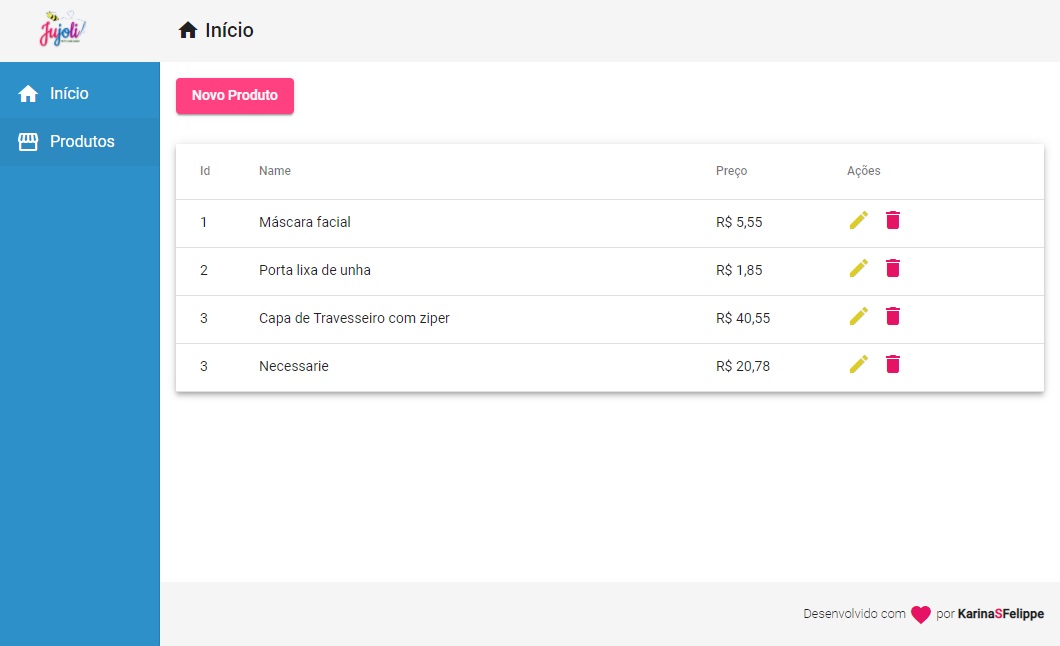 Jujoli
Início
Início
Produtos
Novo Produto
Id Name Preço Ações
1 Máscara facial R$ 5,55
2 Porta lixa de unha R$ 1,85
3 Capa de Travesseiro com ziper R$ 40,55
3 Necessarie R$ 20,78
Desenvolvido com por KarinaSFelippe